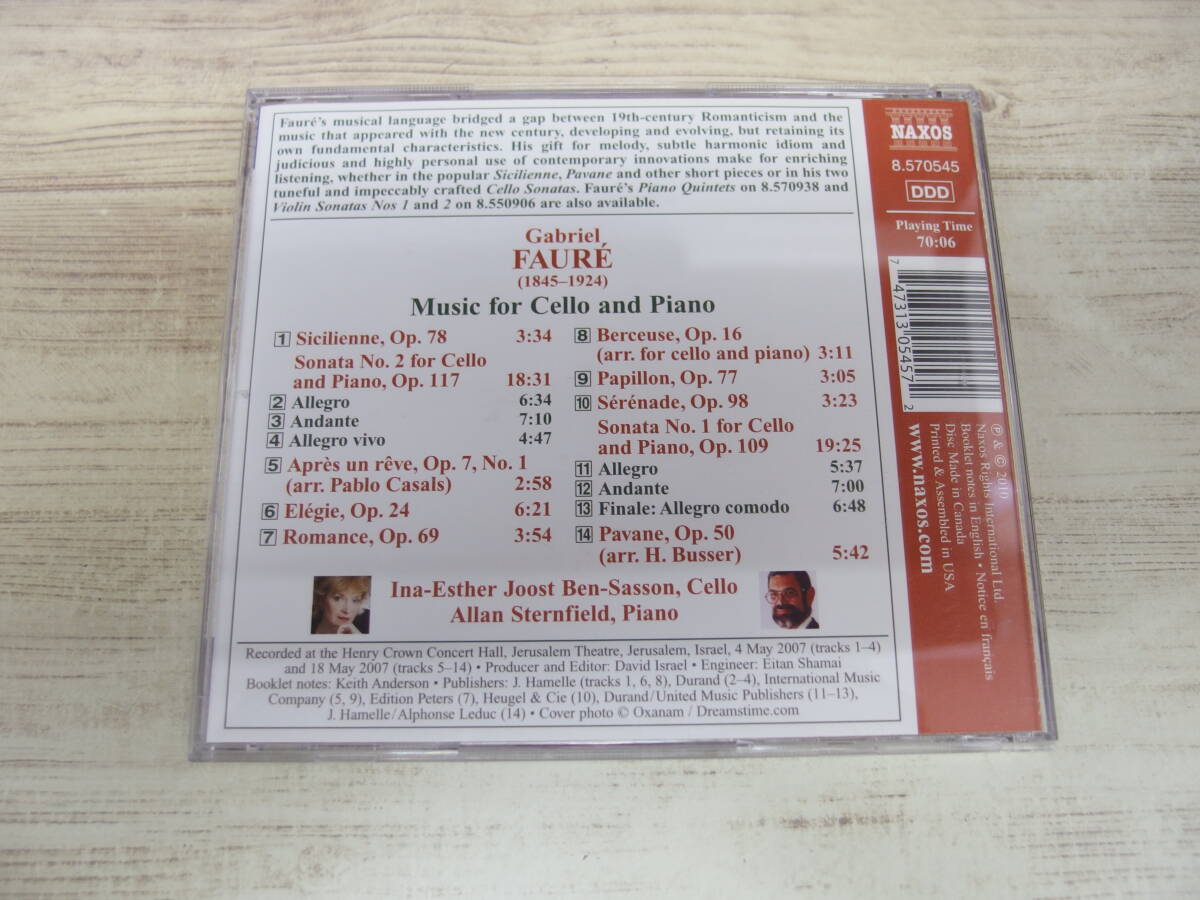 Fauré's musical language bridged a gap between 19th-century Romanticism and the
music that appeared with the new century, developing and evolving, but retaining its
own fundamental characteristics. His gift for melody, subtle harmonic idiom and
judicious and highly personal use of contemporary innovations make for enriching
listening, whether in the popular Sicilienne, Pavane and other short pieces or in his two
tuneful and impeccably crafted Cello Sonatas. Fauré's Piano Quintets on 8.570938 and
Violin Sonatas Nos 1 and 2 on 8.550906 are also available.
Gabriel
FAURÉ
(1845–1924)
Music for Cello and Piano
1 Sicilienne, Op. 78 3:34
Sonata No. 2 for Cello
and Piano, Op. 117 18:31
2 Allegro 6:34
3 Andante 7:10
4 Allegro vivo 4:47
5 Après un rêve, Op. 7, No. 1
(arr. Pablo Casals) 2:58
6 Elégie, Op. 24 6:21
7 Romance, Op. 69 3:54
8 Berceuse, Op. 16
(arr. for cello and piano) 3:11
9 Papillon, Op. 77 3:05
10 Sérénade, Op. 98 3:23
Sonata No. 1 for Cello
and Piano, Op. 109 19:25
11 Allegro 5:37
12 Andante 7:00
13 Finale: Allegro comodo 6:48
14 Pavane, Op. 50
(arr. H. Busser) 5:42
Ina-Esther Joost Ben-Sasson, Cello
Allan Sternfield, Piano
Recorded at the Henry Crown Concert Hall, Jerusalem Theatre, Jerusalem, Israel, 4 May 2007 (tracks 1–4)
and 18 May 2007 (tracks 5–14) • Producer and Editor: David Israel • Engineer: Eitan Shamai
Booklet notes: Keith Anderson • Publishers: J. Hamelle (tracks 1, 6, 8), Durand (2–4), International Music
Company (5, 9), Edition Peters (7), Heugel & Cie (10), Durand/United Music Publishers (11–13),
J. Hamelle/Alphonse Leduc (14) • Cover photo © Oxanam / Dreamstime.com
NAXOS
8.570545
DDD
Playing Time
70:06
7 47313 05457 2
℗ & © 2010
Naxos Rights International Ltd.
Booklet notes in English • Notice en français
Disc Made in Canada
Printed & Assembled in USA
www.naxos.com